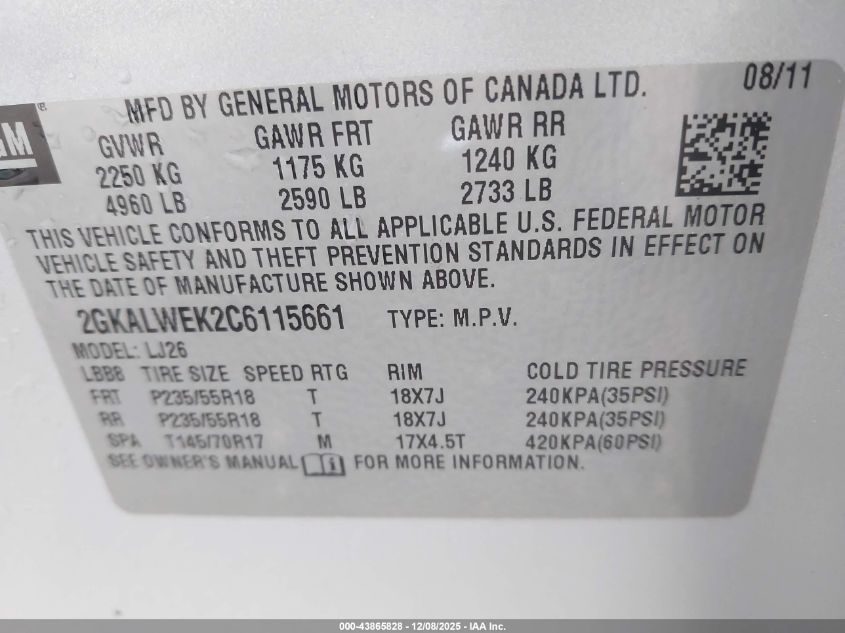 GM
®
MFD BY GENERAL MOTORS OF CANADA LTD. 08/11
GVWR GAWR FRT GAWR RR
2250 KG 1175 KG 1240 KG
4960 LB 2590 LB 2733 LB
THIS VEHICLE CONFORMS TO ALL APPLICABLE U.S. FEDERAL MOTOR
VEHICLE SAFETY AND THEFT PREVENTION STANDARDS IN EFFECT ON
THE DATE OF MANUFACTURE SHOWN ABOVE.
2GKALWEK2C6115661 TYPE: M.P.V.
MODEL: LJ26
LBBB TIRE SIZE SPEED RTG RIM COLD TIRE PRESSURE
FRT P235/55R18 T 18X7J 240KPA(35PSI)
RR P235/55R18 T 18X7J 240KPA(35PSI)
SPA T145/70R17 M 17X4.5T 420KPA(60PSI)
SEE OWNER'S MANUAL FOR MORE INFORMATION.
000-43865828 - 12/08/2025 - IAA Inc.